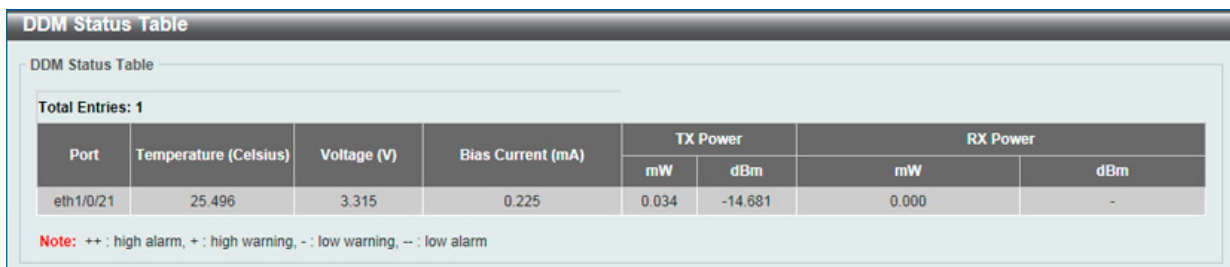 DDM Status Table
DDM Status Table
Total Entries: 1
Port Temperature (Celsius) Voltage (V) Bias Current (mA) TX Power RX Power
mW dBm mW dBm
eth1/0/21 25.496 3.315 0.225 0.034 -14.681 0.000 -
Note: ++ : high alarm, + : high warning, - : low warning, -- : low alarm